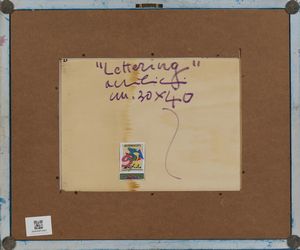 "Lettering"
acrilici
cm. 30x40